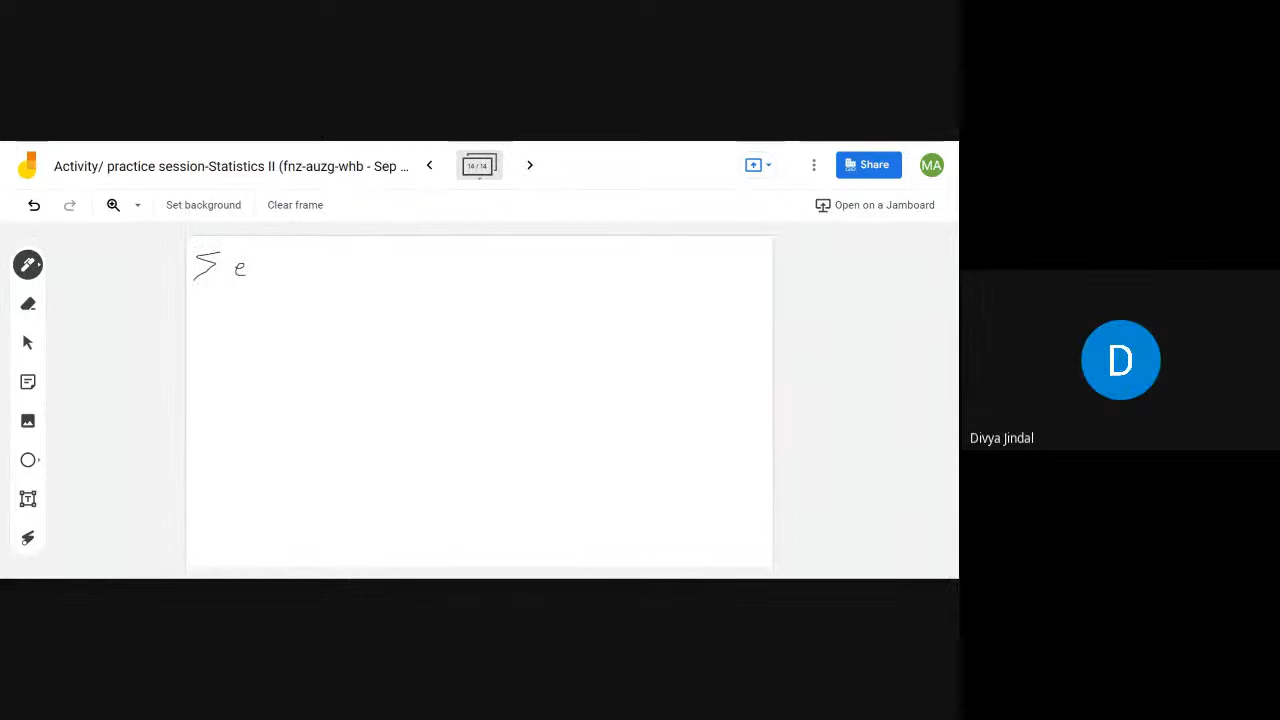 Activity/ practice session-Statistics II (fnz-auzg-whb - Sep ...
14 / 14
Share
MA
Set background
Clear frame
Open on a Jamboard
Σ e
D
Divya Jindal